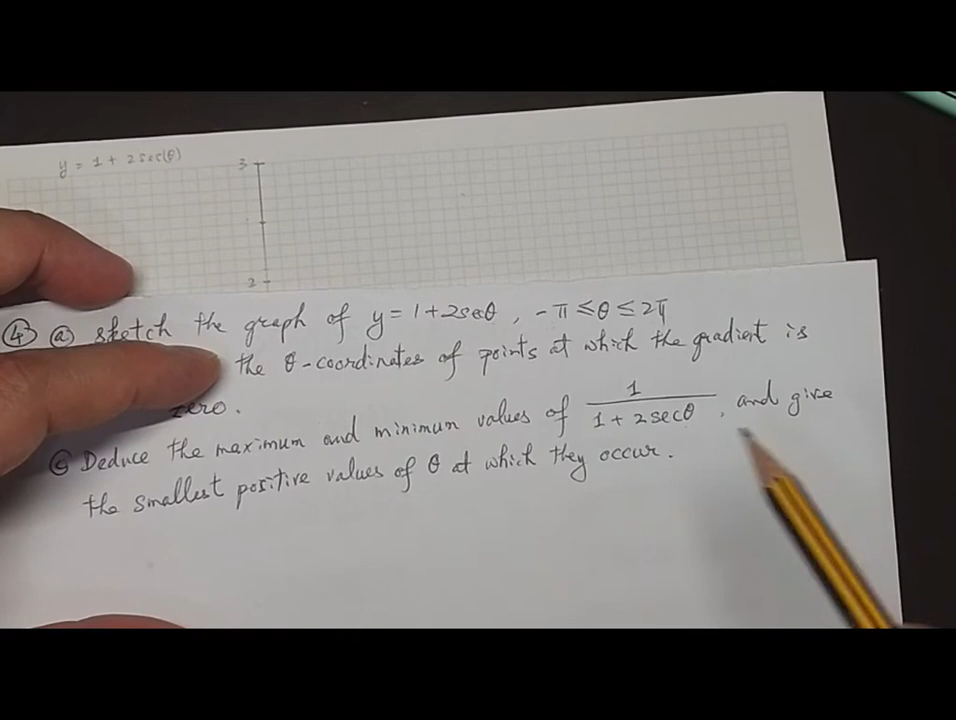 y = 1 + 2 sec(θ)
3
2
④ ⓐ sketch the graph of y = 1 + 2secθ , -π ≤ θ ≤ 2π
the θ-coordinates of points at which the gradient is
zero.
ⓒ Deduce the maximum and minimum values of 1/(1 + 2secθ) , and give
the smallest positive values of θ at which they occur.